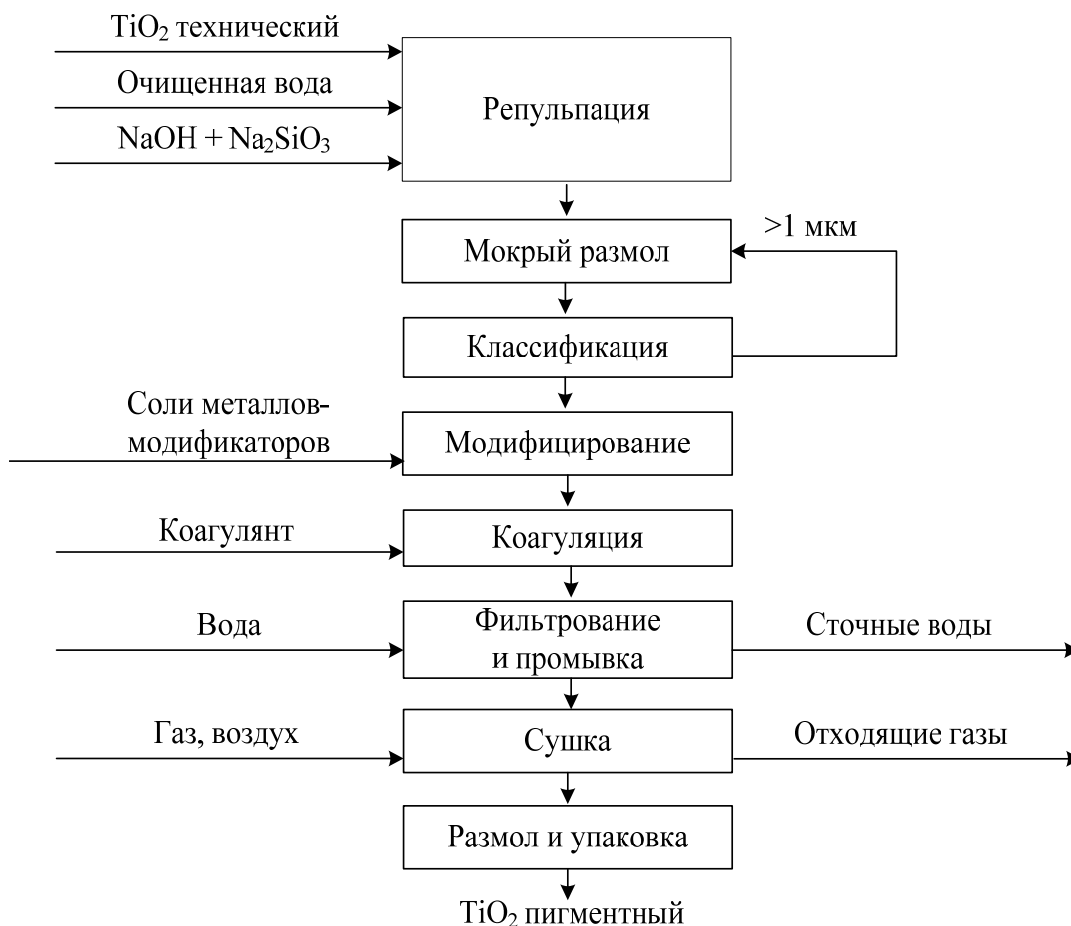 TiO₂ технический
Очищенная вода
NaOH + Na₂SiO₃
Репульпация
>1 мкм
Мокрый размол
Классификация
Соли металлов-
модификаторов
Модифицирование
Коагулянт
Коагуляция
Вода
Фильтрование
и промывка
Сточные воды
Газ, воздух
Сушка
Отходящие газы
Размол и упаковка
TiO₂ пигментный